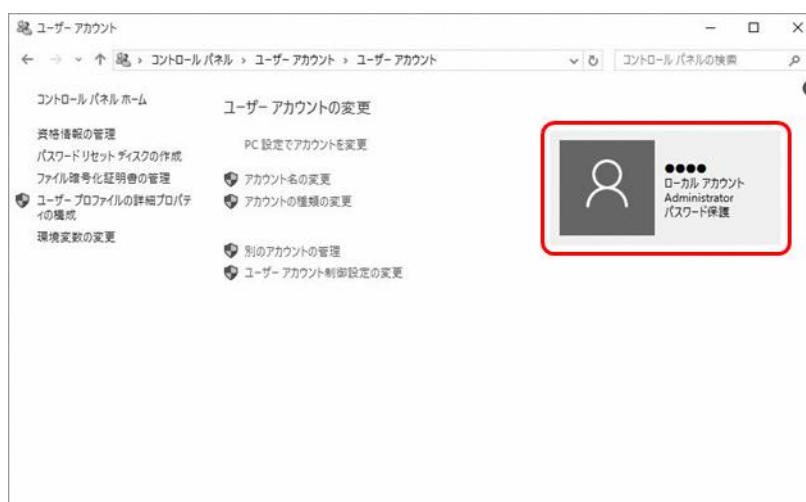 ユーザー アカウント
コントロール パネル › ユーザー アカウント › ユーザー アカウント
コントロール パネルの検索
コントロール パネル ホーム
資格情報の管理
パスワード リセット ディスクの作成
ファイル暗号化証明書の管理
ユーザー プロファイルの詳細プロパテ
ィの構成
環境変数の変更
ユーザー アカウントの変更
PC 設定でアカウントを変更
アカウント名の変更
アカウントの種類の変更
別のアカウントの管理
ユーザー アカウント制御設定の変更
●●●●
ローカル アカウント
Administrator
パスワード保護